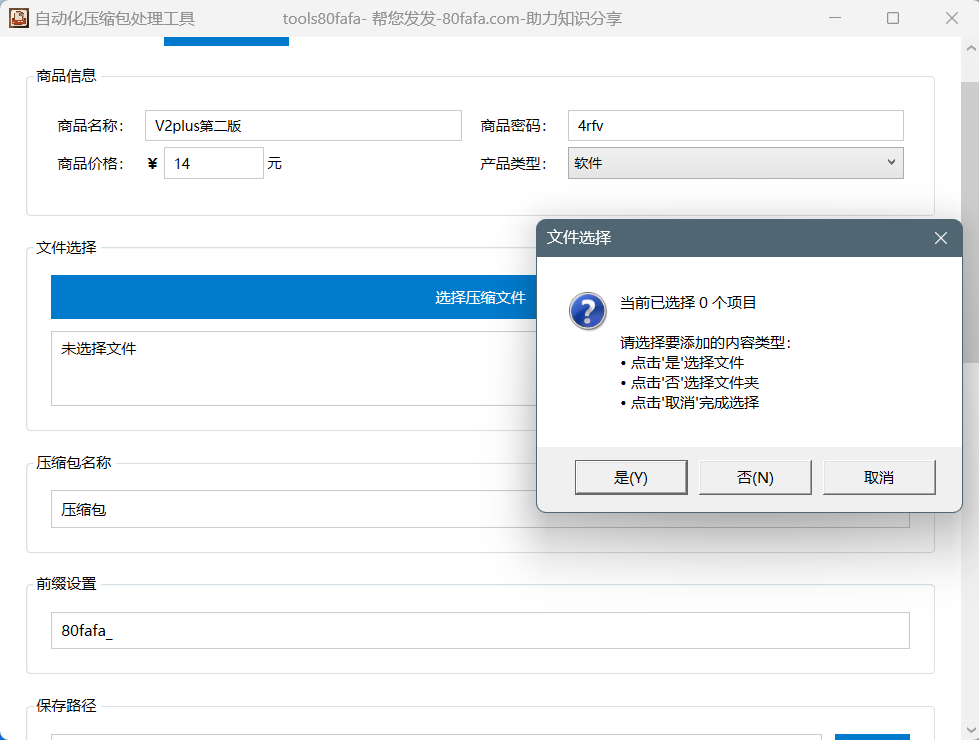 自动化压缩包处理工具 tools80fafa- 帮您发发-80fafa.com-助力知识分享
商品信息
商品名称： V2plus第二版 商品密码： 4rfv
商品价格： ¥ 14 元 产品类型： 软件
文件选择
选择压缩文件
未选择文件
文件选择
当前已选择 0 个项目
请选择要添加的内容类型：
• 点击'是'选择文件
• 点击'否'选择文件夹
• 点击'取消'完成选择
是(Y) 否(N) 取消
压缩包名称
压缩包
前缀设置
80fafa_
保存路径